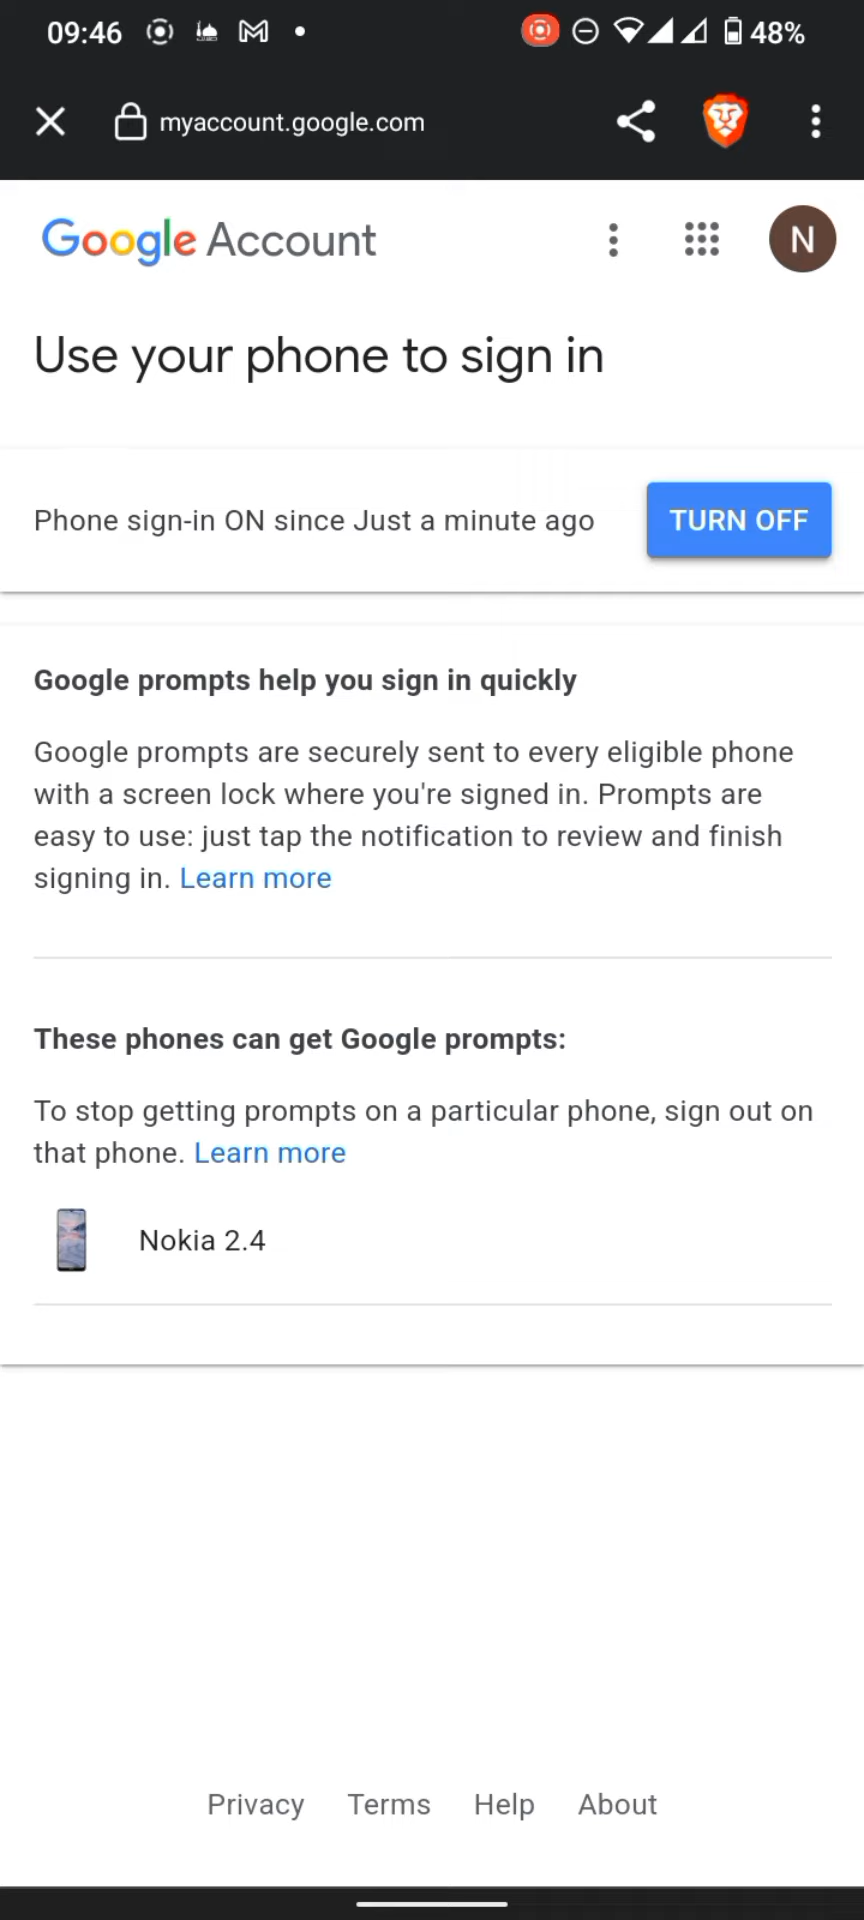 09:46
48%
myaccount.google.com
Google Account
N
Use your phone to sign in
Phone sign-in ON since Just a minute ago
TURN OFF
Google prompts help you sign in quickly
Google prompts are securely sent to every eligible phone
with a screen lock where you're signed in. Prompts are
easy to use: just tap the notification to review and finish
signing in. Learn more
These phones can get Google prompts:
To stop getting prompts on a particular phone, sign out on
that phone. Learn more
Nokia 2.4
Privacy Terms Help About